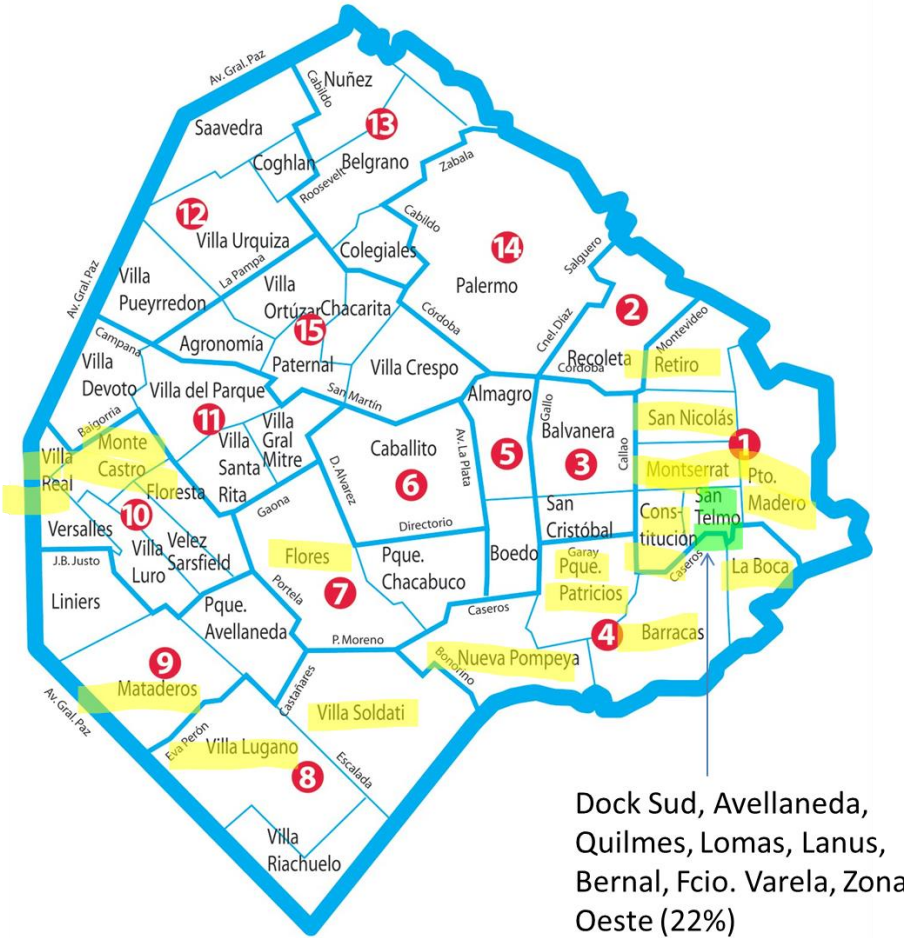 Av. Gral. Paz
Cabildo
Nuñez
13
Saavedra
Coghlan
Roosevelt
Belgrano
Zabala
12
Villa Urquiza
Cabildo
Colegiales
14
Palermo
Salguero
Av. Gral. Paz
Villa
Pueyrredon
La Pampa
Villa
Ortúzar
Chacarita
15
Agronomía
Paternal
Córdoba
Cnel. Díaz
2
Recoleta
Montevideo
Córdoba
Retiro
Campana
Villa
Devoto
Villa del Parque
San Martín
Villa Crespo
Almagro
Gallo
San Nicolás
Baigorria
11
Monte
Castro
Villa
Real
Villa
Santa
Rita
Villa
Gral
Mitre
D. Alvarez
Caballito
6
Av. La Plata
5
Balvanera
3
Callao
1
Montserrat
Pto.
Madero
Floresta
10
Versalles
Villa
Luro
Velez
Sarsfield
Gaona
Directorio
San
Cristóbal
Cons-
titución
San
Telmo
J.B. Justo
Liniers
Flores
7
Pque.
Chacabuco
Boedo
Garay
Pque.
Patricios
Caseros
La Boca
Portela
Pque.
Avellaneda
P. Moreno
Caseros
4
Barracas
9
Mataderos
Bonorino
Nueva Pompeya
Av. Gral. Paz
Castañares
Villa Soldati
Eva Perón
Villa Lugano
8
Escalada
Villa
Riachuelo
Dock Sud, Avellaneda,
Quilmes, Lomas, Lanus,
Bernal, Fcio. Varela, Zona
Oeste (22%)